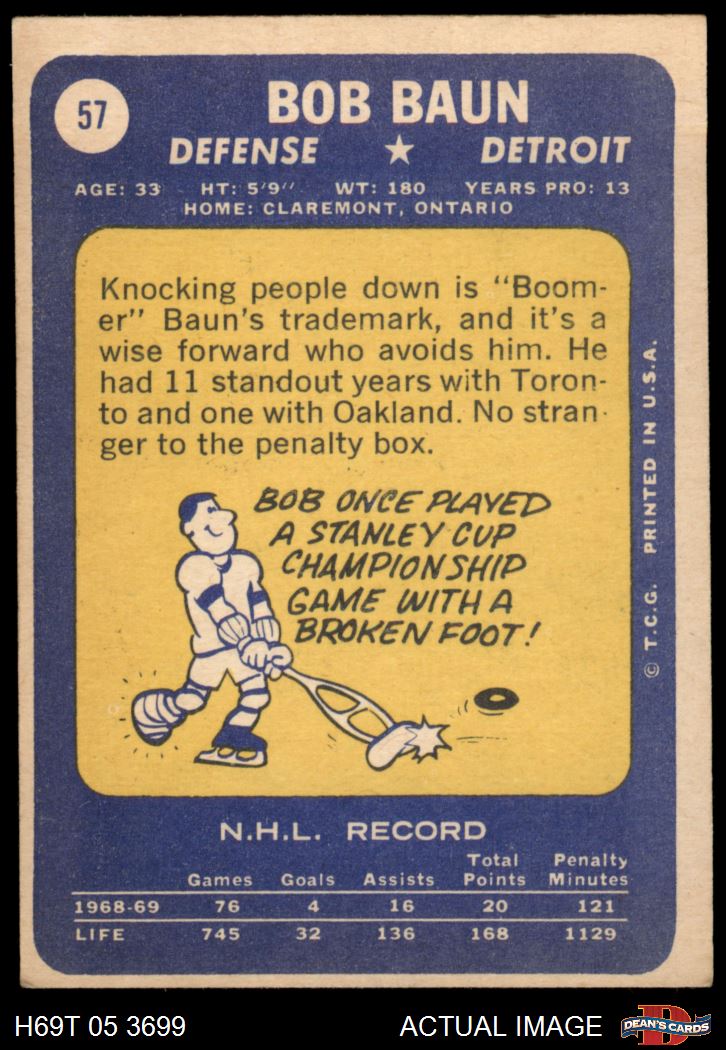 57
BOB BAUN
DEFENSE ★ DETROIT
AGE: 33 HT: 5'9" WT: 180 YEARS PRO: 13
HOME: CLAREMONT, ONTARIO
Knocking people down is "Boom-
er" Baun's trademark, and it's a
wise forward who avoids him. He
had 11 standout years with Toron-
to and one with Oakland. No stran-
ger to the penalty box.
BOB ONCE PLAYED
A STANLEY CUP
CHAMPIONSHIP
GAME WITH A
BROKEN FOOT!
© T.C.G. PRINTED IN U.S.A.
N.H.L. RECORD
Total Penalty
Games Goals Assists Points Minutes
1968-69 76 4 16 20 121
LIFE 745 32 136 168 1129
H69T 05 3699 ACTUAL IMAGE
D
DEAN'S CARDS